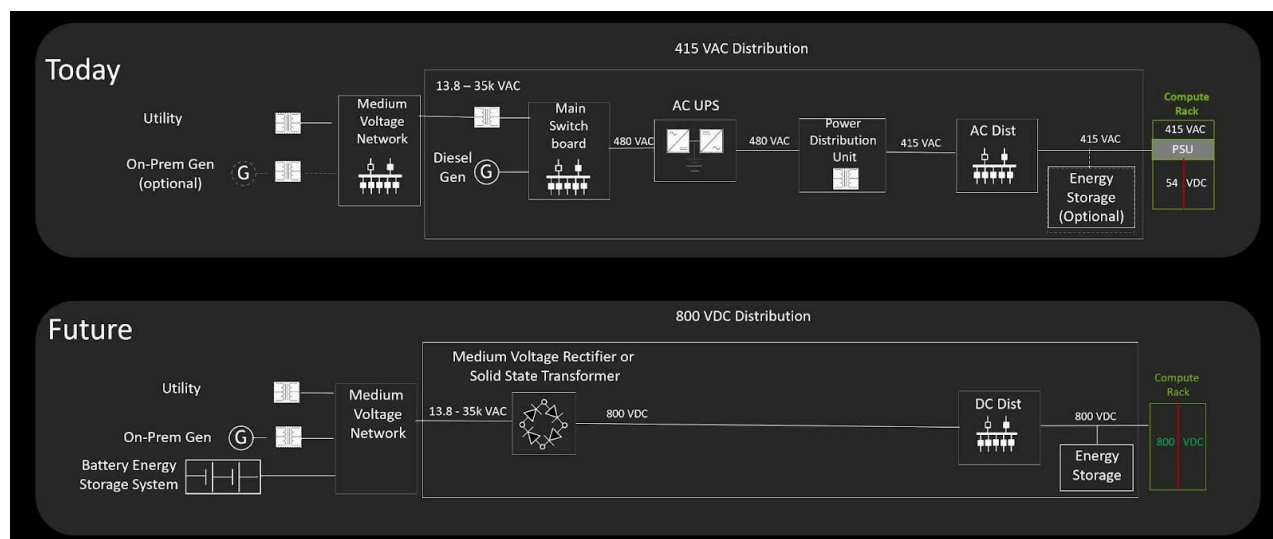 Today
415 VAC Distribution
Utility
On-Prem Gen
(optional)
G
Medium
Voltage
Network
13.8 – 35k VAC
Diesel
Gen
G
Main
Switch
board
480 VAC
AC UPS
480 VAC
Power
Distribution
Unit
415 VAC
AC Dist
415 VAC
Energy
Storage
(Optional)
Compute
Rack
415 VAC
PSU
54 VDC
Future
800 VDC Distribution
Utility
On-Prem Gen
G
Battery Energy
Storage System
Medium
Voltage
Network
13.8 - 35k VAC
Medium Voltage Rectifier or
Solid State Transformer
800 VDC
DC Dist
800 VDC
Energy
Storage
Compute
Rack
800 VDC